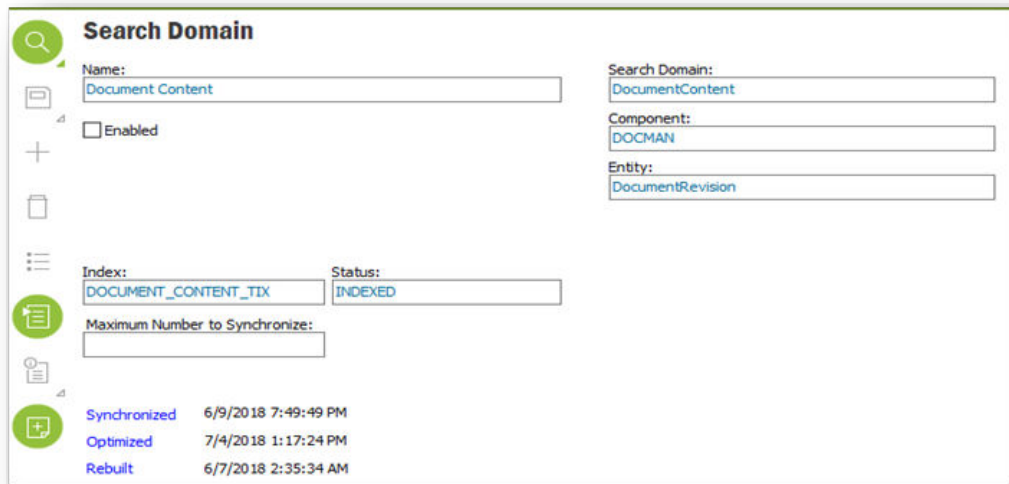 Search Domain
Name:
Document Content
Enabled
Search Domain:
DocumentContent
Component:
DOCMAN
Entity:
DocumentRevision
Index:
DOCUMENT_CONTENT_TIX
Status:
INDEXED
Maximum Number to Synchronize:
Synchronized 6/9/2018 7:49:49 PM
Optimized 7/4/2018 1:17:24 PM
Rebuilt 6/7/2018 2:35:34 AM